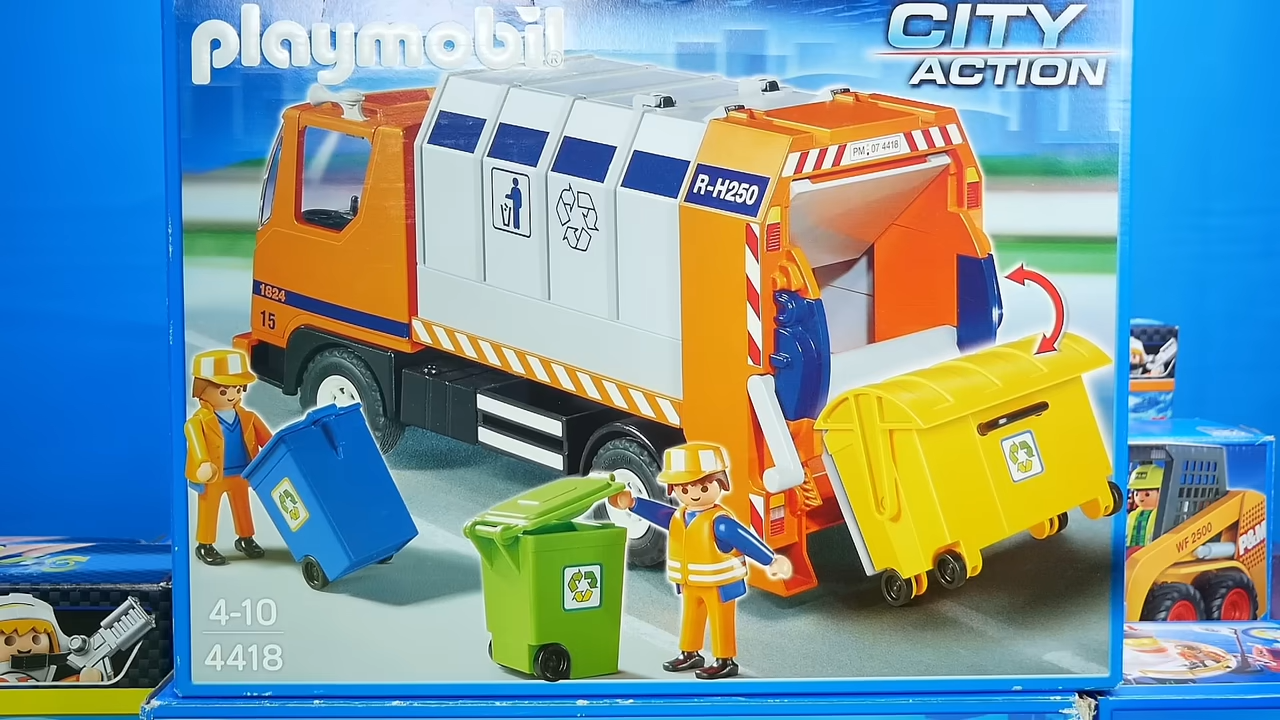 playmobil®
CITY
ACTION
PM 07 4418
R-H250
1824
15
WF 2500
4-10
4418